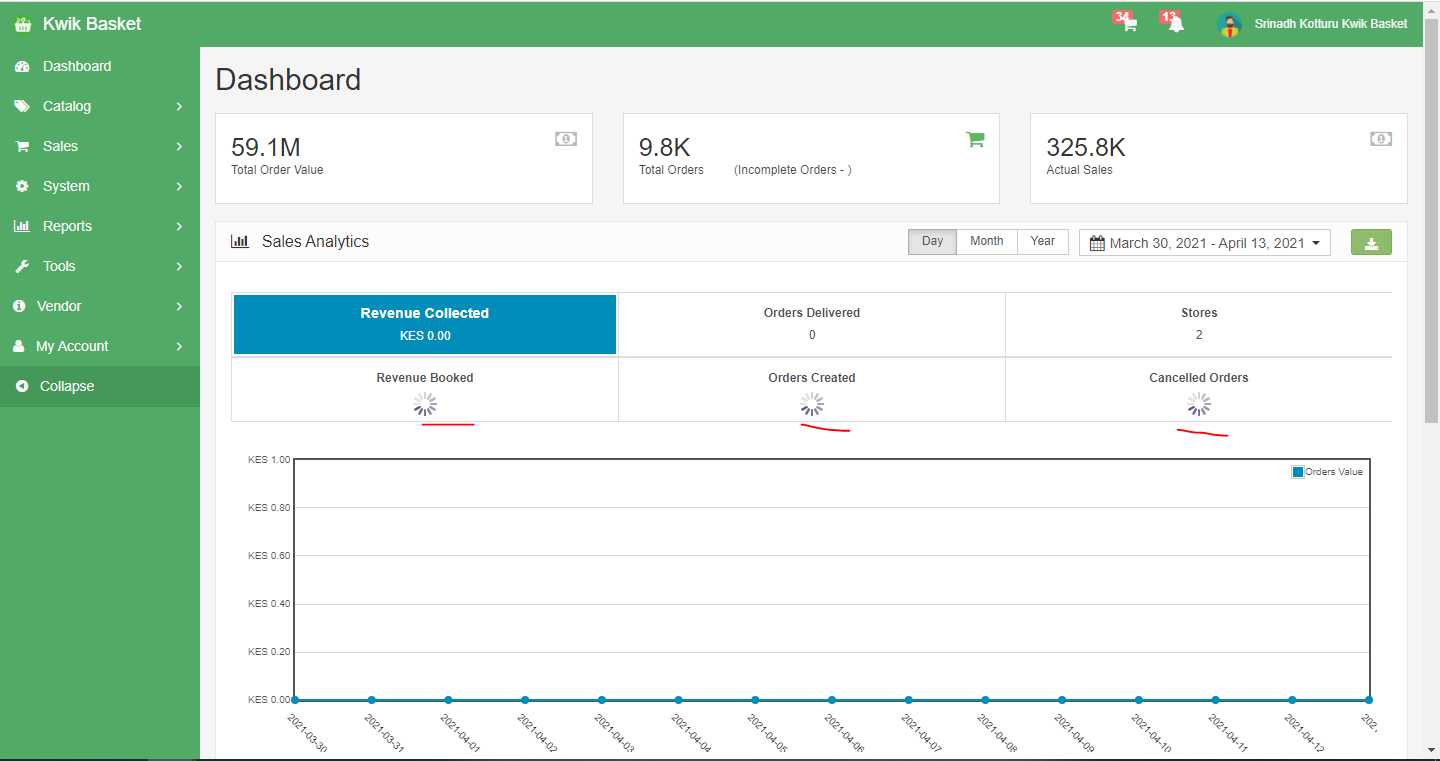 Kwik Basket
34
13
Srinadh Kotturu Kwik Basket
Dashboard
Catalog
Sales
System
Reports
Tools
Vendor
My Account
Collapse
Dashboard
59.1M
Total Order Value
9.8K
Total Orders (Incomplete Orders - )
325.8K
Actual Sales
Sales Analytics
Day Month Year
March 30, 2021 - April 13, 2021
Revenue Collected
KES 0.00
Orders Delivered
0
Stores
2
Revenue Booked
Orders Created
Cancelled Orders
KES 1.00
KES 0.80
KES 0.60
KES 0.40
KES 0.20
KES 0.00
Orders Value
2021-03-30
2021-03-31
2021-04-01
2021-04-02
2021-04-03
2021-04-04
2021-04-05
2021-04-06
2021-04-07
2021-04-08
2021-04-09
2021-04-10
2021-04-11
2021-04-12